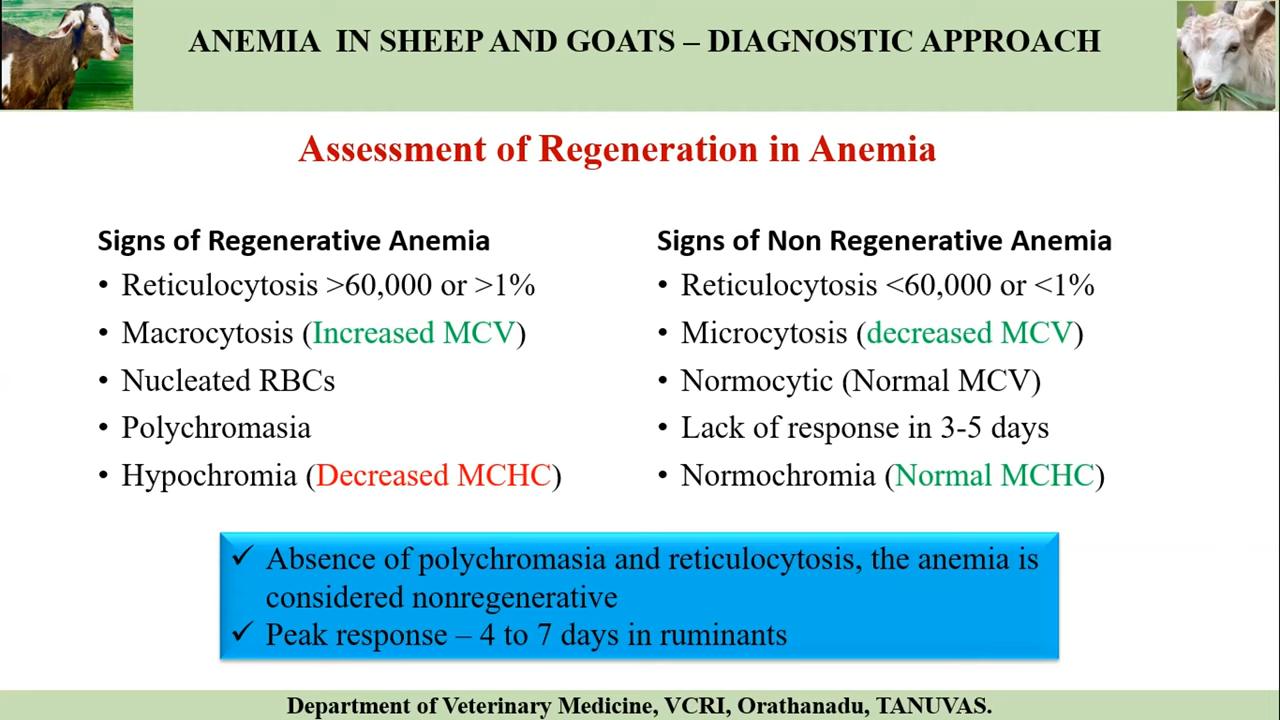 ANEMIA IN SHEEP AND GOATS – DIAGNOSTIC APPROACH
Assessment of Regeneration in Anemia
Signs of Regenerative Anemia
• Reticulocytosis >60,000 or >1%
• Macrocytosis (Increased MCV)
• Nucleated RBCs
• Polychromasia
• Hypochromia (Decreased MCHC)
Signs of Non Regenerative Anemia
• Reticulocytosis <60,000 or <1%
• Microcytosis (decreased MCV)
• Normocytic (Normal MCV)
• Lack of response in 3-5 days
• Normochromia (Normal MCHC)
✓ Absence of polychromasia and reticulocytosis, the anemia is
considered nonregenerative
✓ Peak response – 4 to 7 days in ruminants
Department of Veterinary Medicine, VCRI, Orathanadu, TANUVAS.